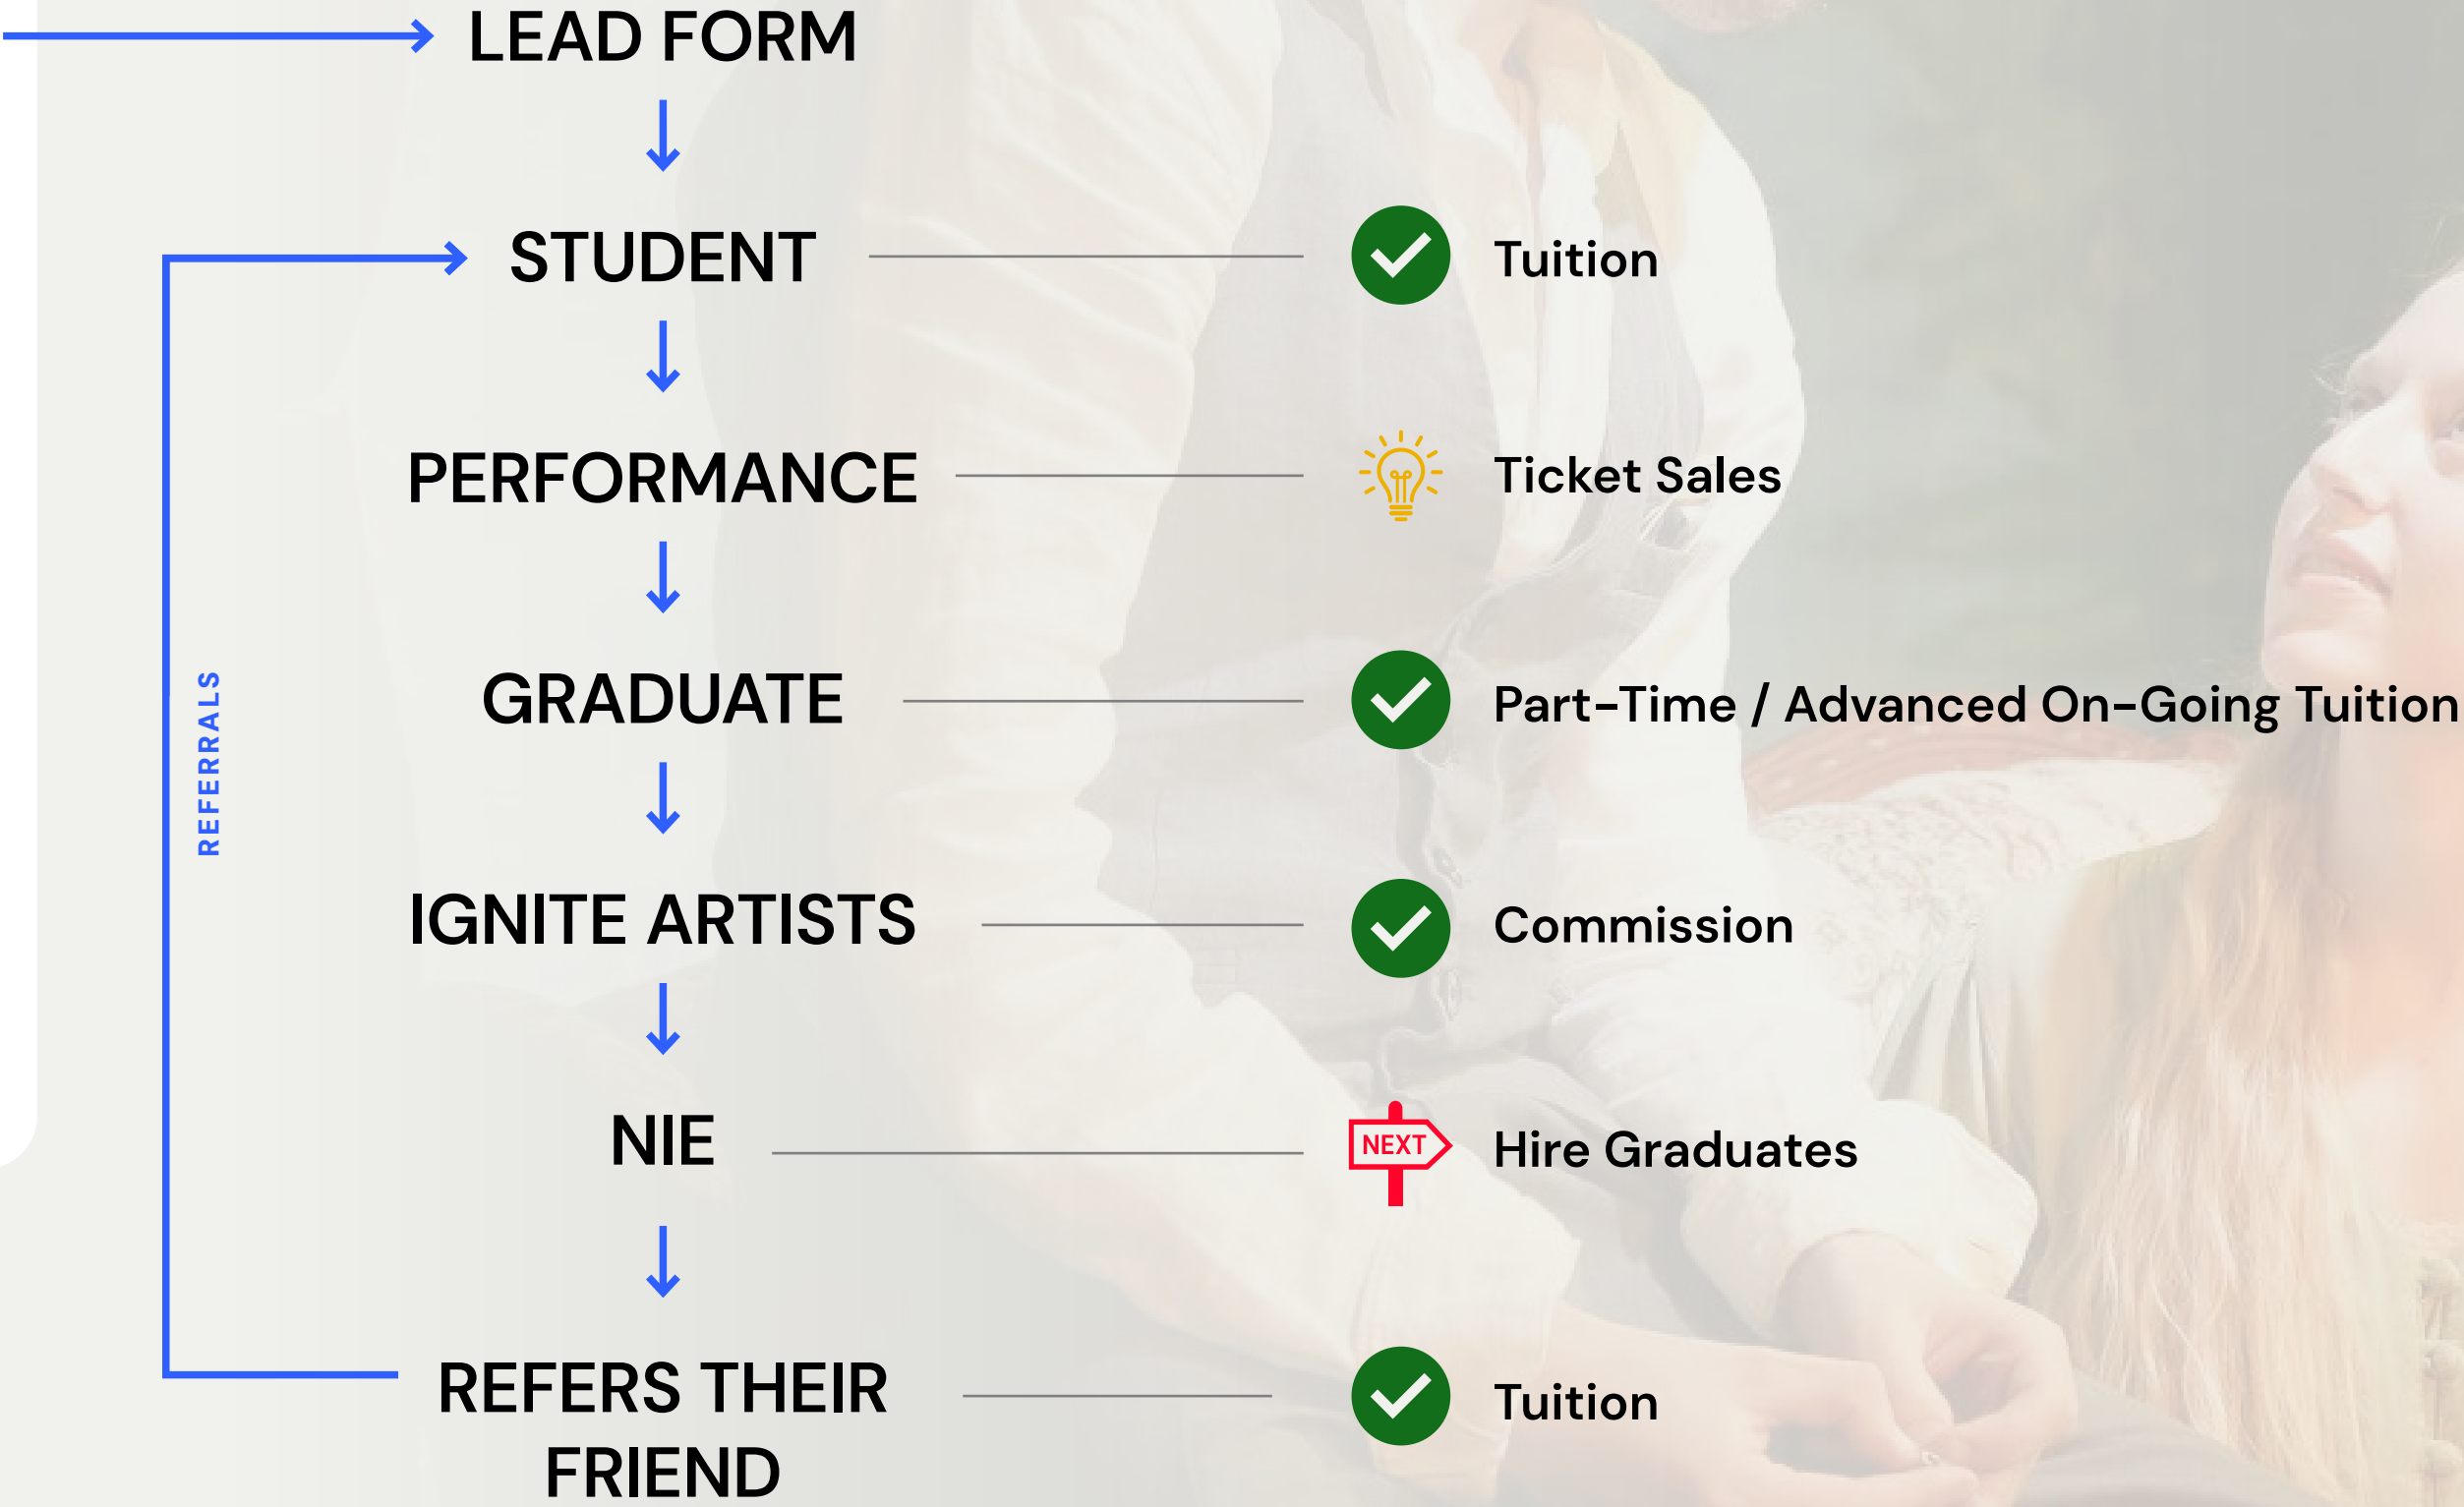 LEAD FORM
STUDENT
Tuition
PERFORMANCE
Ticket Sales
GRADUATE
Part-Time / Advanced On-Going Tuition
REFERRALS
IGNITE ARTISTS
Commission
NIE
NEXT
Hire Graduates
REFERS THEIR
FRIEND
Tuition